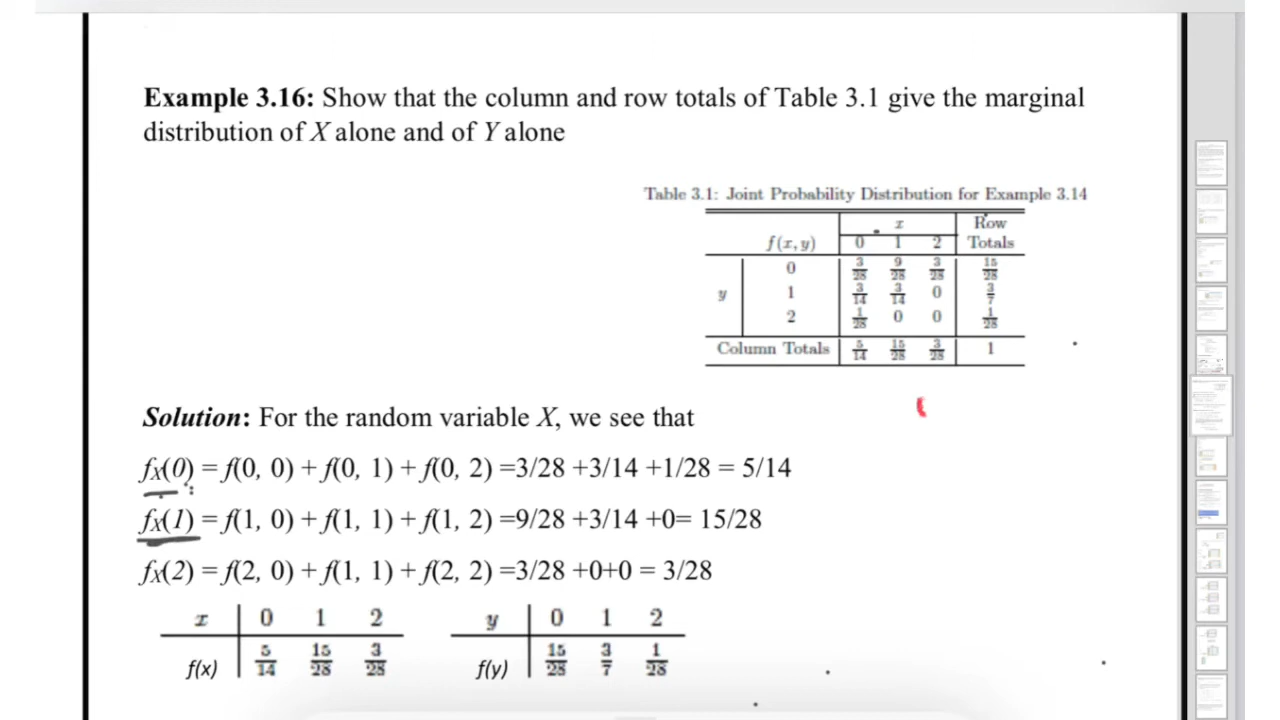 Example 3.16: Show that the column and row totals of Table 3.1 give the marginal
distribution of X alone and of Y alone
Table 3.1: Joint Probability Distribution for Example 3.14
x Row
f(x, y) 0 1 2 Totals
0 3/28 9/28 3/28 15/28
y 1 3/14 3/14 0 3/7
2 1/28 0 0 1/28
Column Totals 5/14 15/28 3/28 1
Solution: For the random variable X, we see that
fX(0) = f(0, 0) + f(0, 1) + f(0, 2) =3/28 +3/14 +1/28 = 5/14
fX(1) = f(1, 0) + f(1, 1) + f(1, 2) =9/28 +3/14 +0= 15/28
fX(2) = f(2, 0) + f(1, 1) + f(2, 2) =3/28 +0+0 = 3/28
x 0 1 2
f(x) 5/14 15/28 3/28
y 0 1 2
f(y) 15/28 3/7 1/28